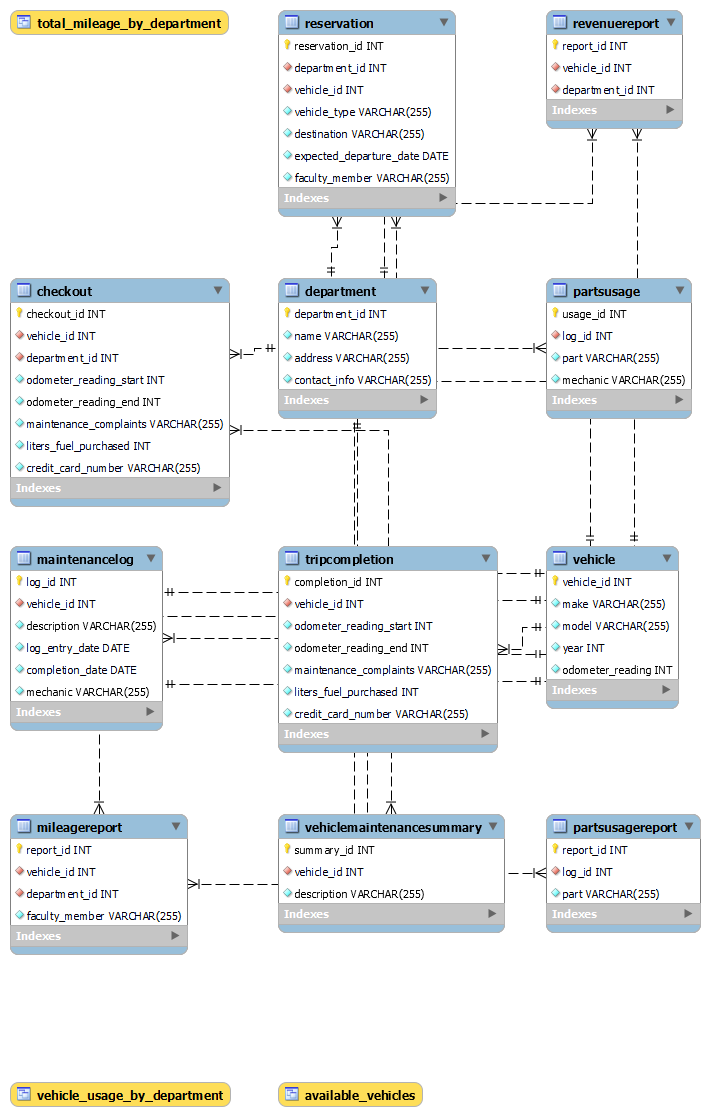 total_mileage_by_department
reservation
reservation_id INT
department_id INT
vehicle_id INT
vehicle_type VARCHAR(255)
destination VARCHAR(255)
expected_departure_date DATE
faculty_member VARCHAR(255)
Indexes
revenuereport
report_id INT
vehicle_id INT
department_id INT
Indexes
checkout
checkout_id INT
vehicle_id INT
department_id INT
odometer_reading_start INT
odometer_reading_end INT
maintenance_complaints VARCHAR(255)
liters_fuel_purchased INT
credit_card_number VARCHAR(255)
Indexes
department
department_id INT
name VARCHAR(255)
address VARCHAR(255)
contact_info VARCHAR(255)
Indexes
partsusage
usage_id INT
log_id INT
part VARCHAR(255)
mechanic VARCHAR(255)
Indexes
maintenancelog
log_id INT
vehicle_id INT
description VARCHAR(255)
log_entry_date DATE
completion_date DATE
mechanic VARCHAR(255)
Indexes
tripcompletion
completion_id INT
vehicle_id INT
odometer_reading_start INT
odometer_reading_end INT
maintenance_complaints VARCHAR(255)
liters_fuel_purchased INT
credit_card_number VARCHAR(255)
Indexes
vehicle
vehicle_id INT
make VARCHAR(255)
model VARCHAR(255)
year INT
odometer_reading INT
Indexes
mileagereport
report_id INT
vehicle_id INT
department_id INT
faculty_member VARCHAR(255)
Indexes
vehiclemaintenancesummary
summary_id INT
vehicle_id INT
description VARCHAR(255)
Indexes
partsusagereport
report_id INT
log_id INT
part VARCHAR(255)
Indexes
vehicle_usage_by_department
available_vehicles